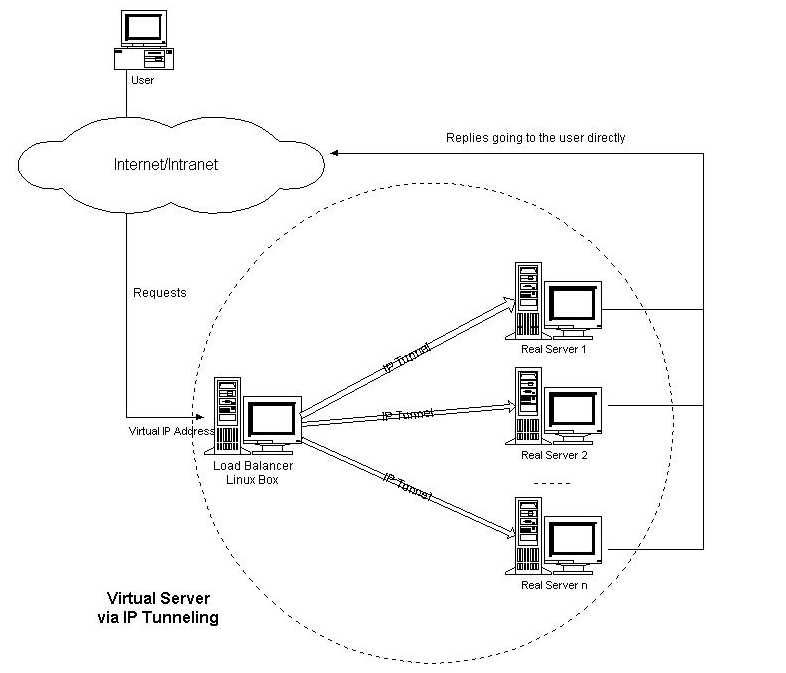 User
Replies going to the user directly
Internet/Intranet
Requests
IP Tunnel
Real Server 1
IP Tunnel
Virtual IP Address
Real Server 2
Load Balancer
Linux Box
IP Tunnel
Real Server n
Virtual Server
via IP Tunneling